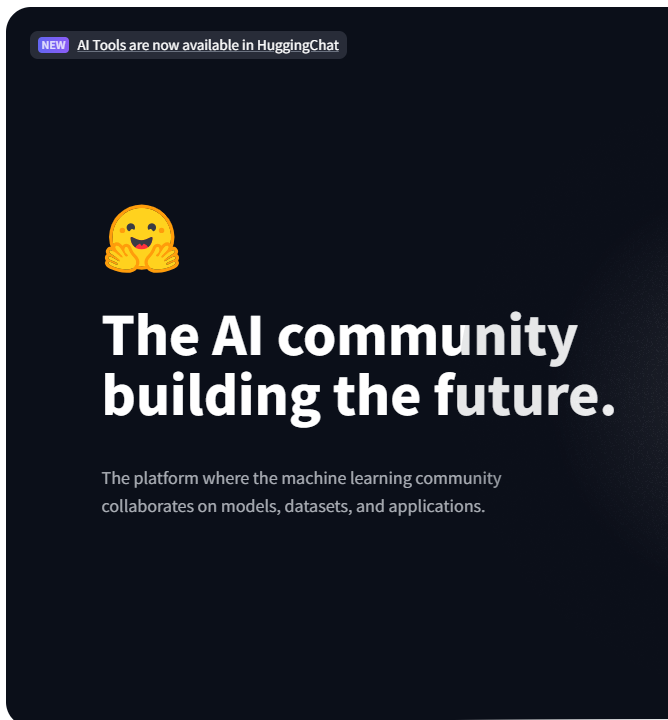 NEW AI Tools are now available in HuggingChat
The AI community
building the future.
The platform where the machine learning community
collaborates on models, datasets, and applications.